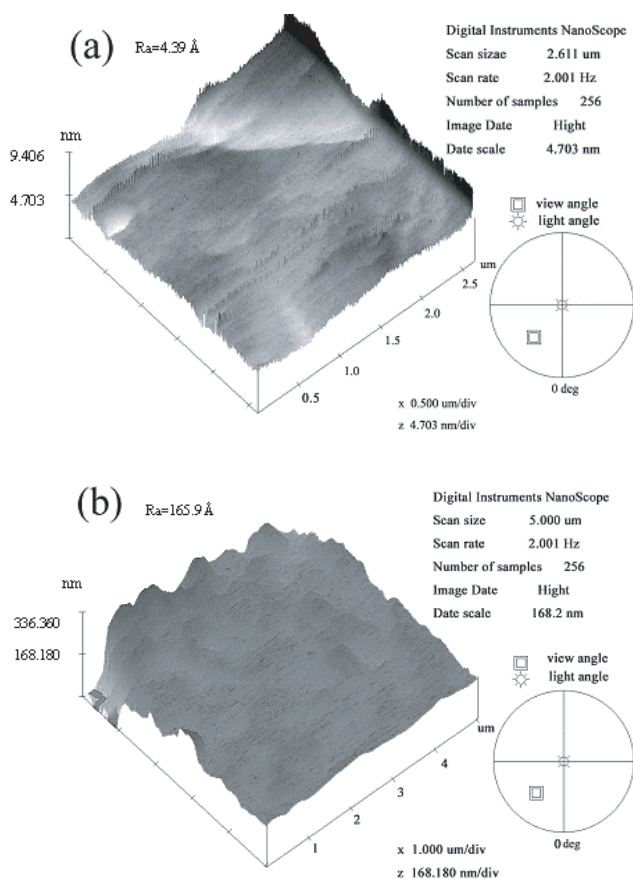 (a)
Ra=4.39 Å
Digital Instruments NanoScope
Scan sizae 2.611 um
Scan rate 2.001 Hz
Number of samples 256
Image Date Hight
Date scale 4.703 nm
nm
9.406
4.703
view angle
light angle
um
2.5
2.0
1.5
1.0
0.5
0 deg
x 0.500 um/div
z 4.703 nm/div
(b)
Ra=165.9 Å
Digital Instruments NanoScope
Scan size 5.000 um
Scan rate 2.001 Hz
Number of samples 256
Image Date Hight
Date scale 168.2 nm
nm
336.360
168.180
view angle
light angle
um
4
3
2
1
0 deg
x 1.000 um/div
z 168.180 nm/div